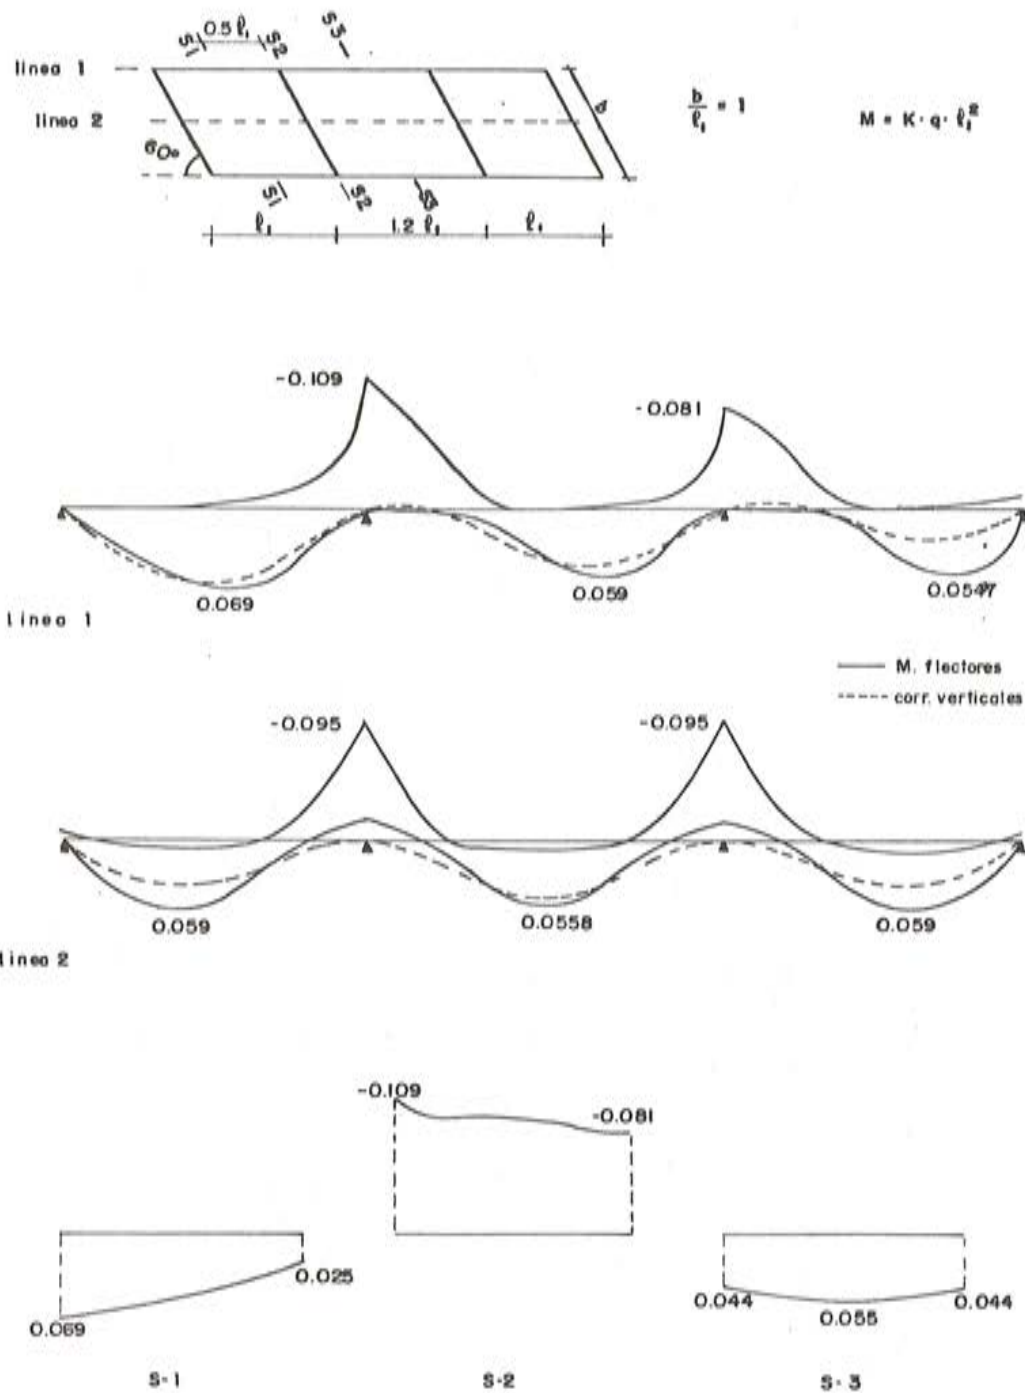 S1 0.5 ℓ₁ S2 S3
linea 1
linea 2
60°
b
b/ℓ₁ = 1
M = K · q · ℓ₁²
S1 S2 S3
ℓ₁ 1.2 ℓ₁ ℓ₁
-0.109
-0.081
0.069
0.059
0.0547
linea 1
M. flectores
corr. verticales
-0.095
-0.095
0.059
0.0558
0.059
linea 2
-0.109
-0.081
0.025
0.069
0.044
0.055
0.044
S-1
S-2
S-3